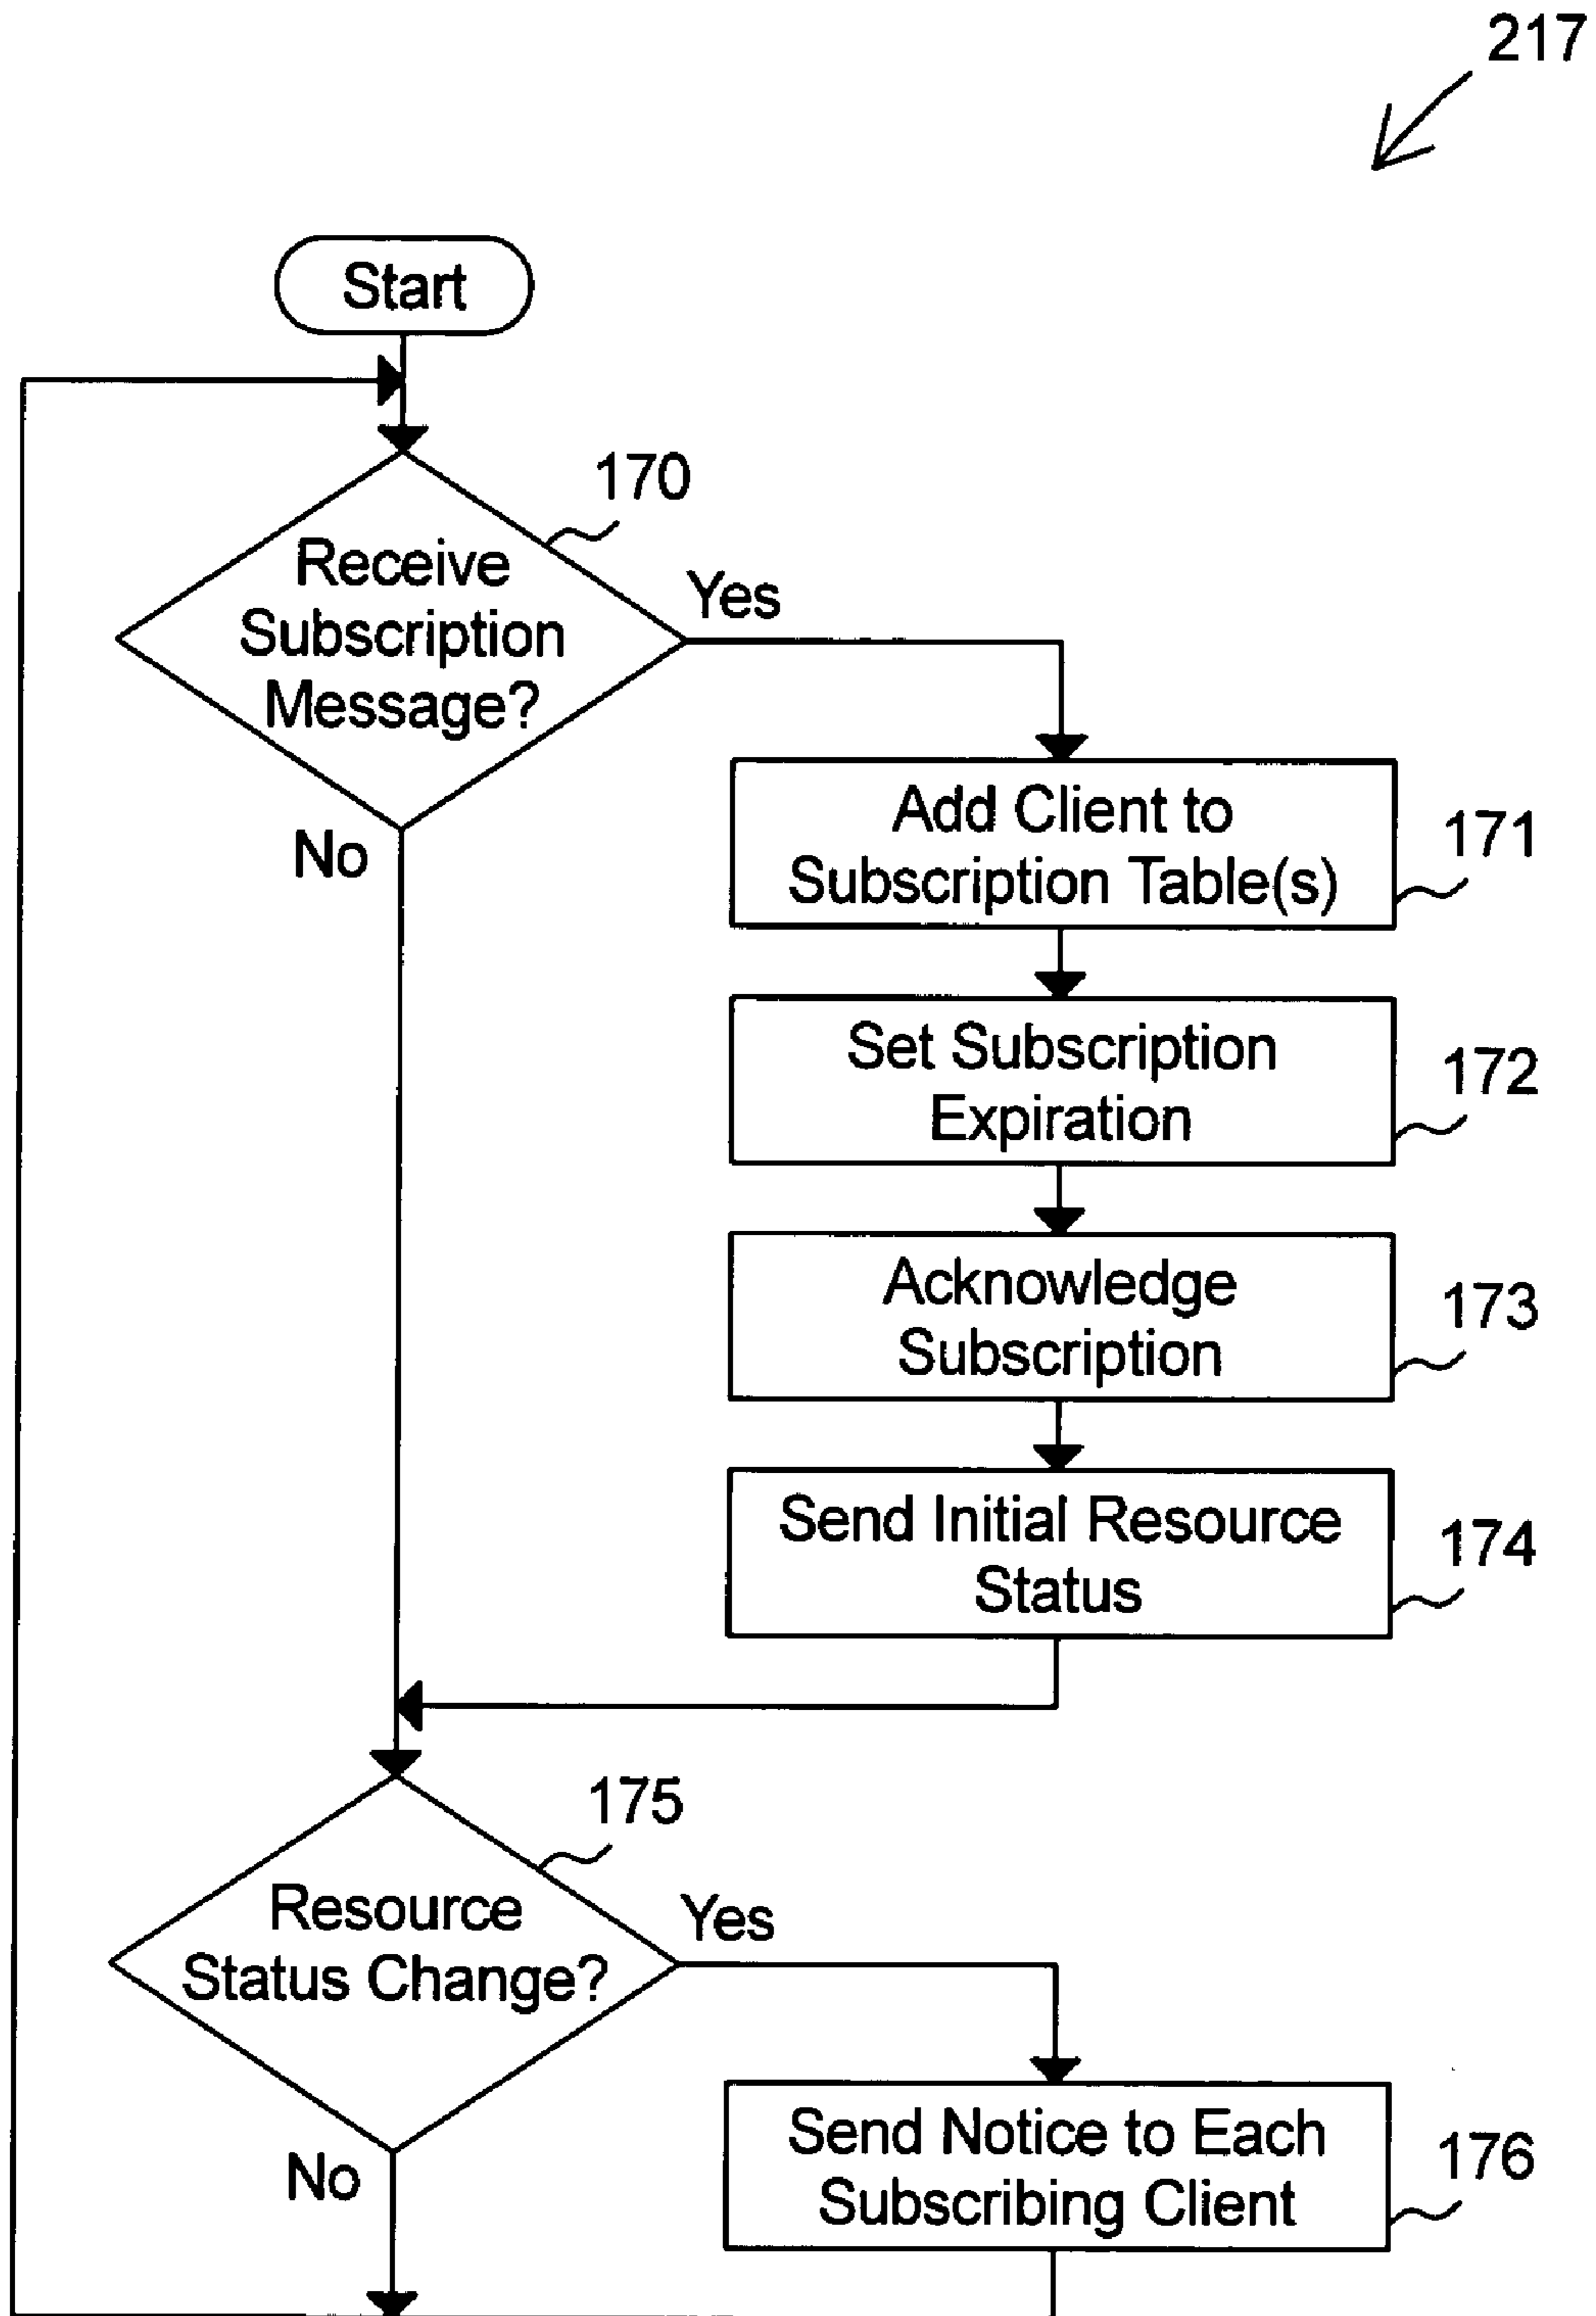 217
Start
170
Receive
Subscription
Message?
Yes
No
Add Client to
Subscription Table(s)
171
Set Subscription
Expiration
172
Acknowledge
Subscription
173
Send Initial Resource
Status
174
175
Resource
Status Change?
Yes
No
Send Notice to Each
Subscribing Client
176